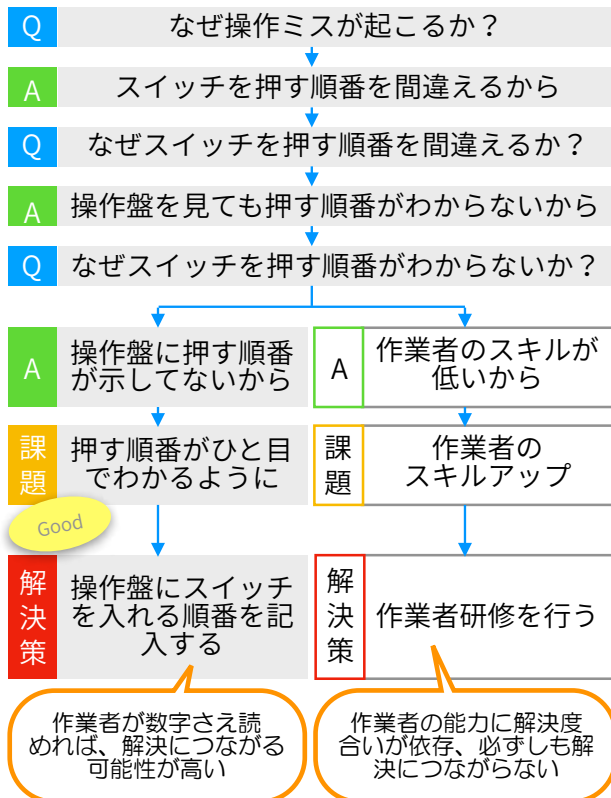 Q なぜ操作ミスが起こるか？
A スイッチを押す順番を間違えるから
Q なぜスイッチを押す順番を間違えるか？
A 操作盤を見ても押す順番がわからないから
Q なぜスイッチを押す順番がわからないか？
A
操作盤に押す順番
が示してないから
A
作業者のスキルが
低いから
課題
押す順番がひと目
でわかるように
課題
作業者の
スキルアップ
Good
解決策
操作盤にスイッチ
を入れる順番を記
入する
解決策
作業者研修を行う
作業者が数字さえ読
めれば、解決につながる
可能性が高い
作業者の能力に解決度
合いが依存、必ずしも解
決につながらない